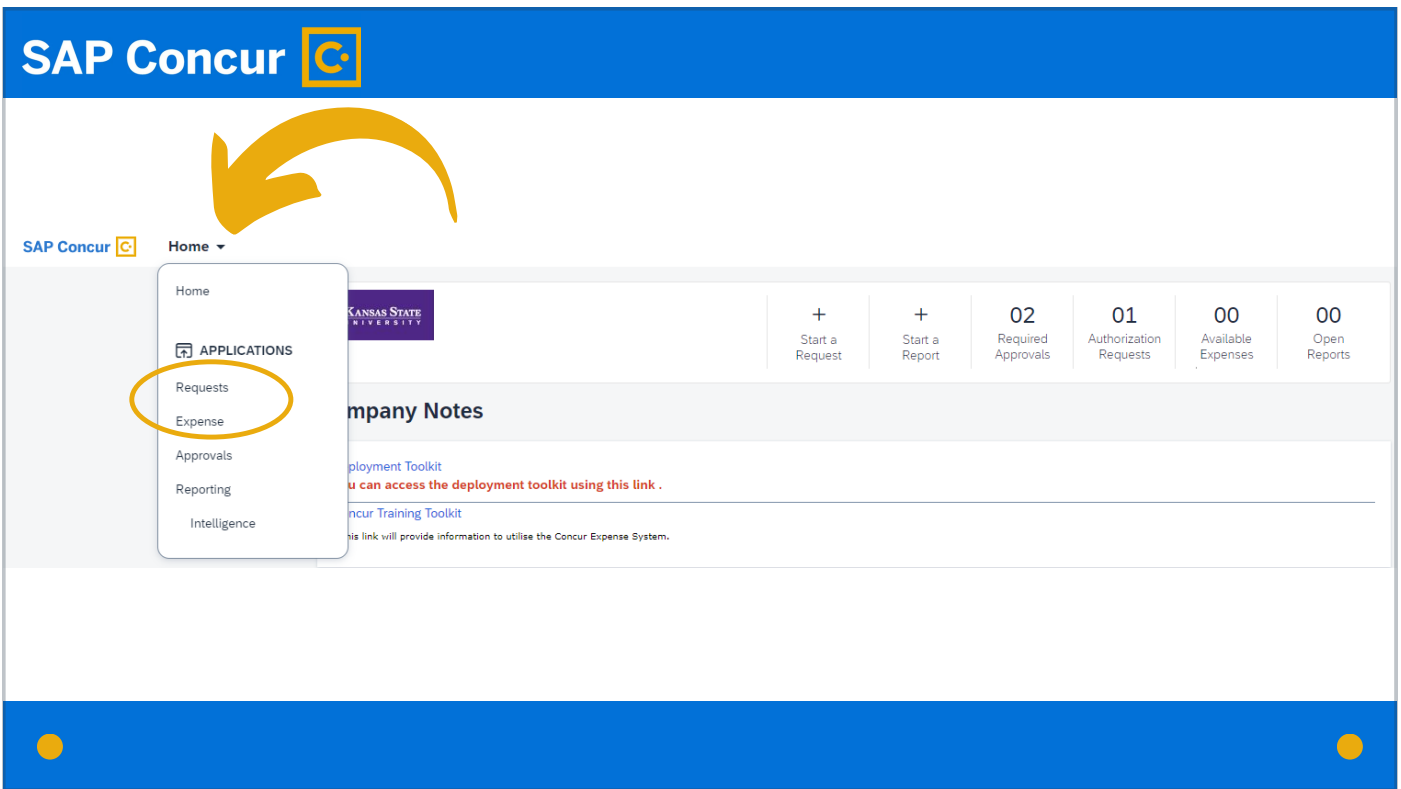 SAP Concur
SAP Concur
Home
Home
APPLICATIONS
Requests
Expense
Approvals
Reporting
Intelligence
KANSAS STATE
NIVERSITY
+
Start a
Request
+
Start a
Report
02
Required
Approvals
01
Authorization
Requests
00
Available
Expenses
00
Open
Reports
mpany Notes
ployment Toolkit
u can access the deployment toolkit using this link .
ncur Training Toolkit
his link will provide information to utilise the Concur Expense System.